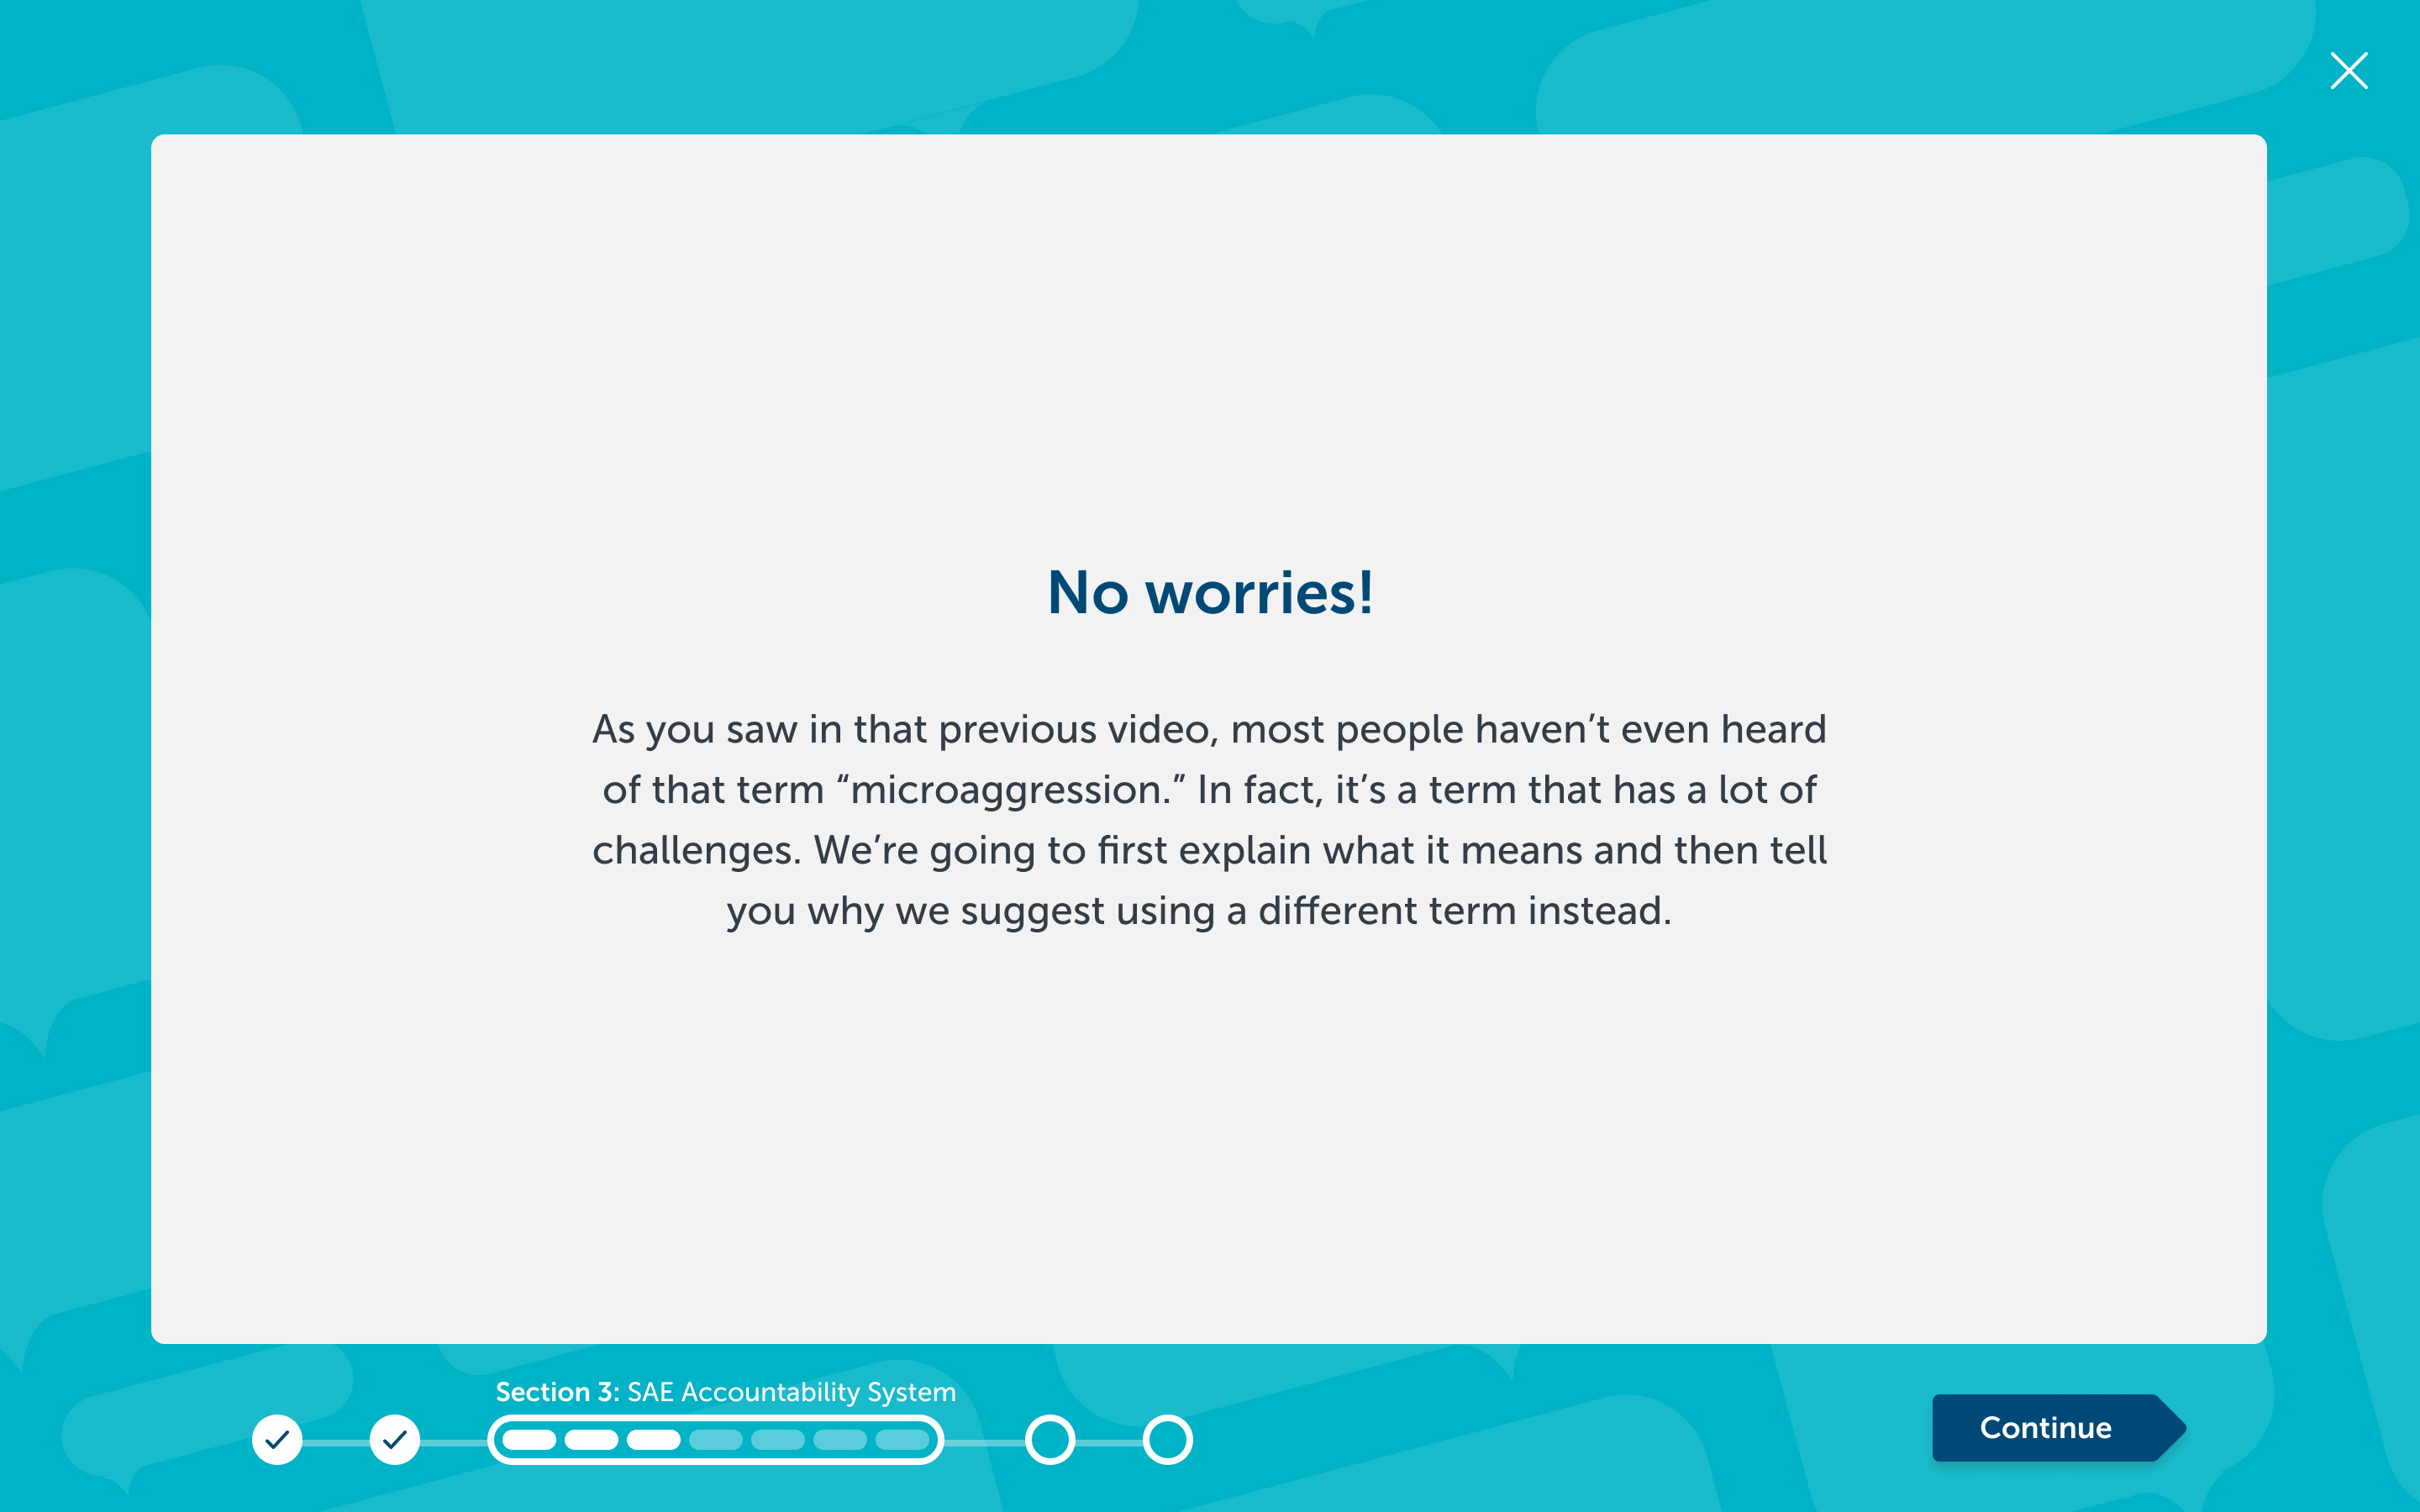 No worries!
As you saw in that previous video, most people haven’t even heard
of that term “microaggression.” In fact, it’s a term that has a lot of
challenges. We’re going to first explain what it means and then tell
you why we suggest using a different term instead.
Section 3: SAE Accountability System
Continue